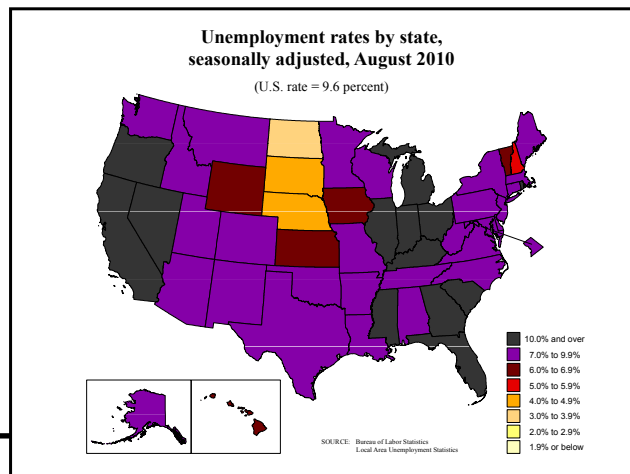 Unemployment rates by state,
seasonally adjusted, August 2010
(U.S. rate = 9.6 percent)
10.0% and over
7.0% to 9.9%
6.0% to 6.9%
5.0% to 5.9%
4.0% to 4.9%
3.0% to 3.9%
2.0% to 2.9%
1.9% or below
SOURCE: Bureau of Labor Statistics
Local Area Unemployment Statistics